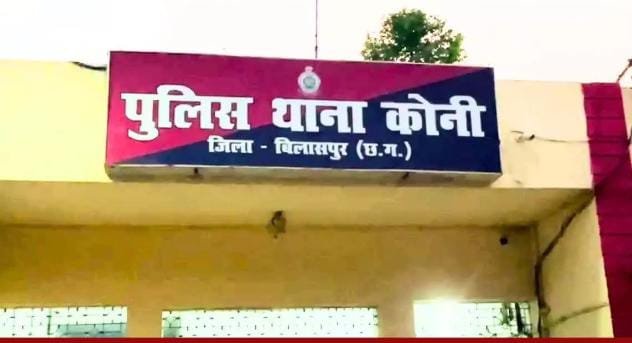 पुलिस थाना कोनी
जिला - बिलासपुर (छ.ग.)